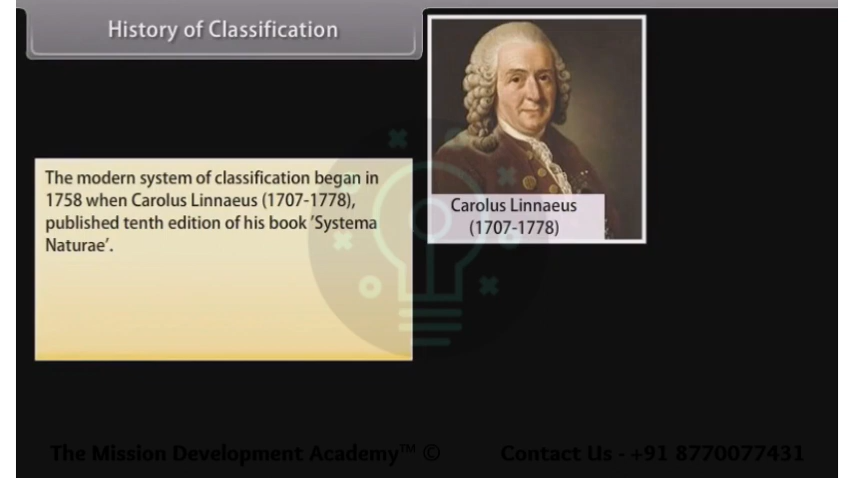 History of Classification
The modern system of classification began in
1758 when Carolus Linnaeus (1707-1778),
published tenth edition of his book 'Systema
Naturae'.
Carolus Linnaeus
(1707-1778)
The Mission Development Academy™ ©
Contact Us - +91 8770077431